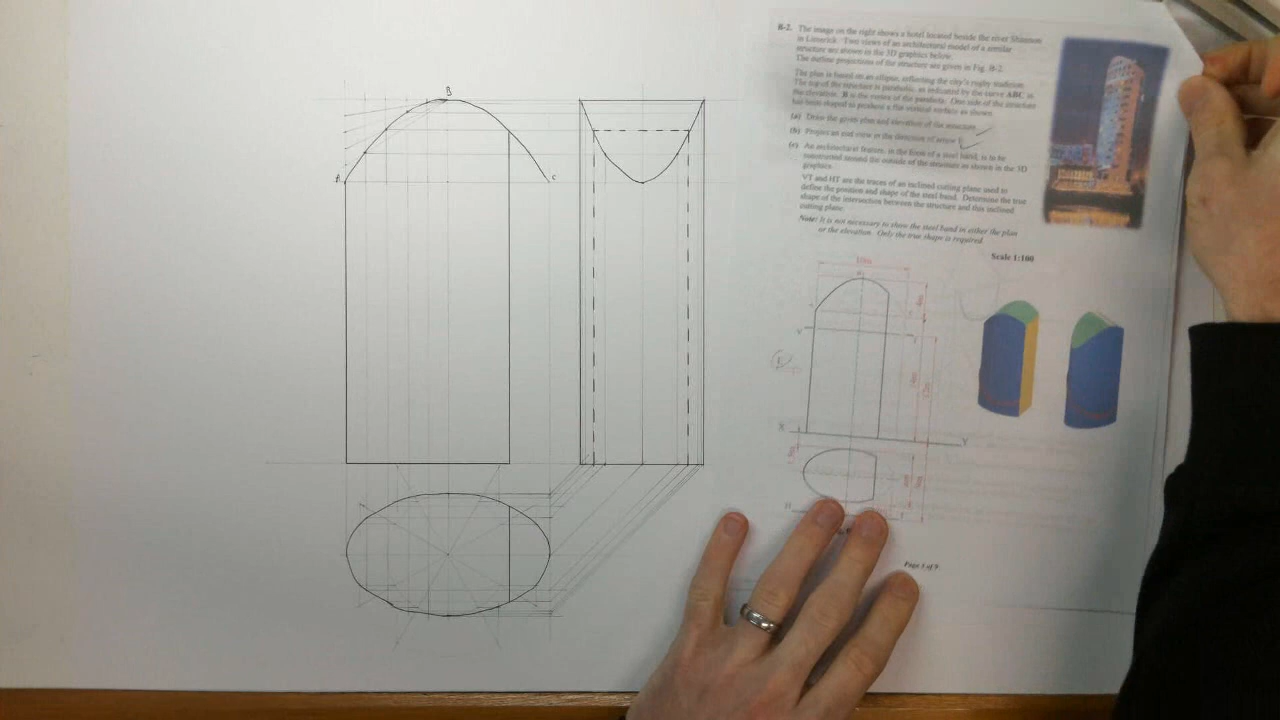 B-2. The image on the right shows a hotel located beside the river Shannon
in Limerick. Two views of an architectural model of a similar
structure are shown in the 3D graphics below.
The outline projections of the structure are given in Fig. B-2.
The plan is based on an ellipse, reflecting the city's rugby tradition.
The top of the structure is parabolic, as indicated by the curve ABC in
the elevation. B is the vertex of the parabola. One side of the structure
has been shaped to produce a flat vertical surface as shown.
(a) Draw the given plan and elevation of the structure.
(b) Project an end view in the direction of arrow E.
(c) An architectural feature, in the form of a steel band, is to be
constructed around the outside of the structure as shown in the 3D
graphics.
VT and HT are the traces of an inclined cutting plane used to
define the position and shape of the steel band. Determine the true
shape of the intersection between the structure and this inclined
cutting plane.
Note: It is not necessary to show the steel band in either the plan
or the elevation. Only the true shape is required.
Scale 1:100
B
A
C
X
Y
V
T
H
T